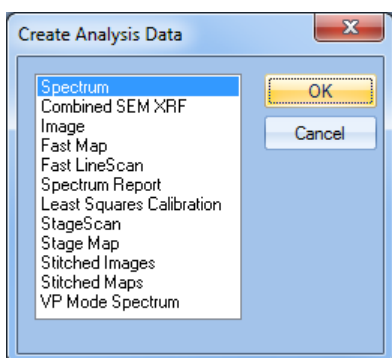 Create Analysis Data
Spectrum
Combined SEM XRF
Image
Fast Map
Fast LineScan
Spectrum Report
Least Squares Calibration
StageScan
Stage Map
Stitched Images
Stitched Maps
VP Mode Spectrum
OK
Cancel